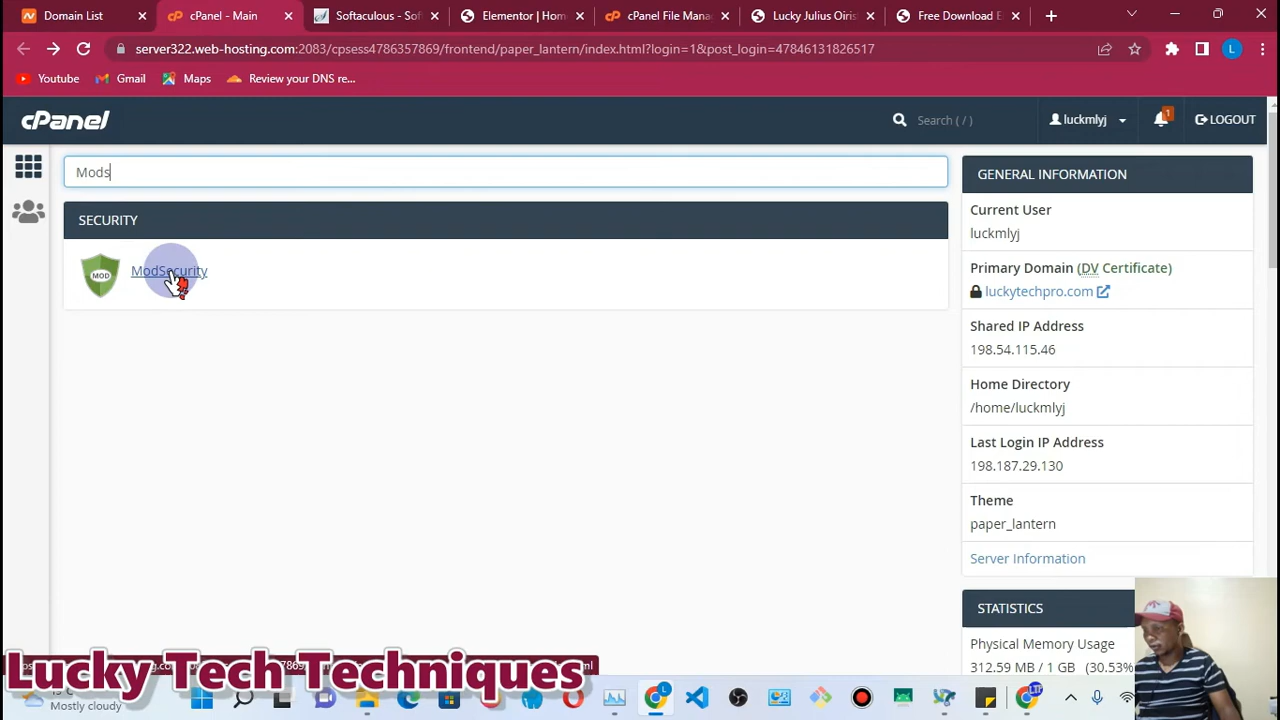 Domain List
cPanel - Main
Softaculous - Sof
Elementor | Hom
cPanel File Mana
Lucky Julius Oiris
Free Download E
server322.web-hosting.com:2083/cpsess4786357869/frontend/paper_lantern/index.html?login=1&post_login=47846131826517
L
Youtube
Gmail
Maps
Review your DNS re...
cPanel
Search ( / )
luckmlyj
1
LOGOUT
Mods
SECURITY
MOD
ModSecurity
GENERAL INFORMATION
Current User
luckmlyj
Primary Domain (DV Certificate)
luckytechpro.com
Shared IP Address
198.54.115.46
Home Directory
/home/luckmlyj
Last Login IP Address
198.187.29.130
Theme
paper_lantern
Server Information
STATISTICS
Physical Memory Usage
312.59 MB / 1 GB (30.53%)
Lucky Tech Techniques
Mostly cloudy